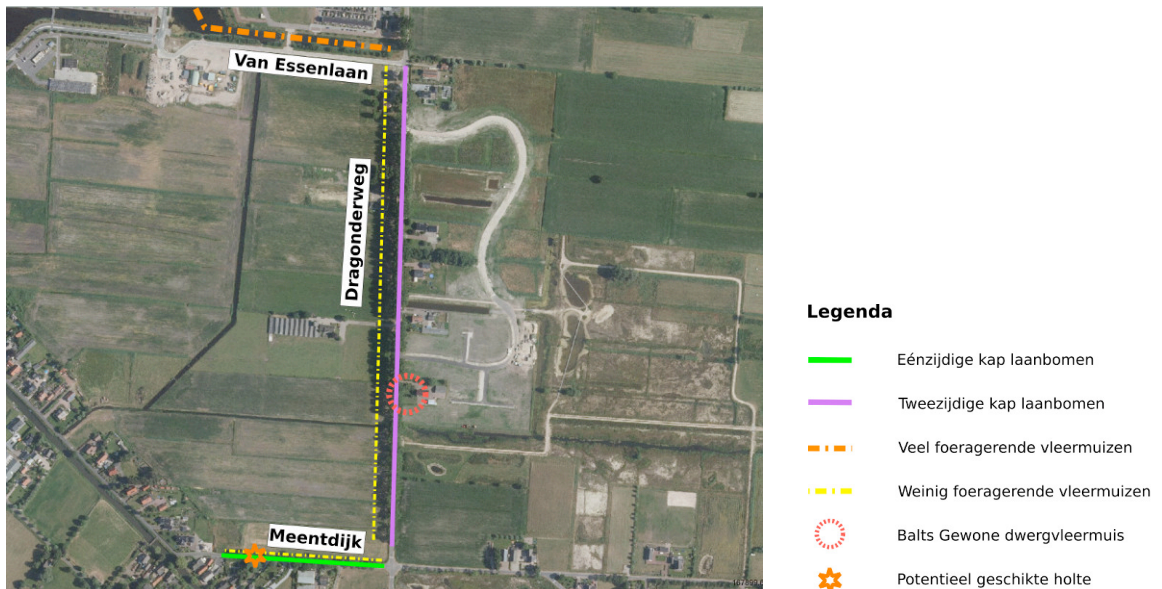 Van Essenlaan
Dragonderweg
Meentdijk
Legenda
Eénzijdige kap laanbomen
Tweezijdige kap laanbomen
Veel foeragerende vleermuizen
Weinig foeragerende vleermuizen
Balts Gewone dwergvleermuis
Potentieel geschikte holte